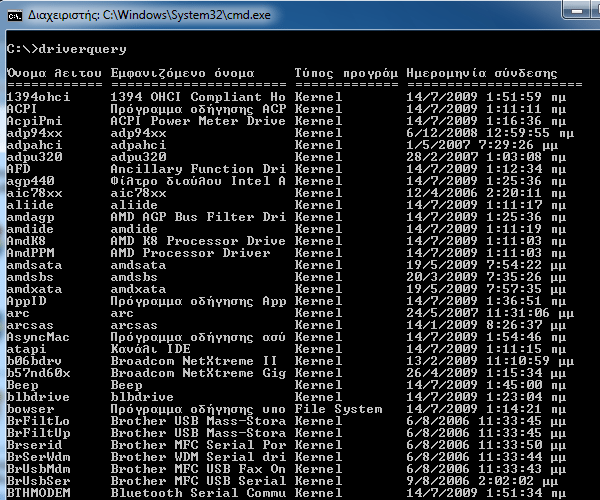 Διαχειριστής: C:\Windows\System32\cmd.exe
C:\>driverquery
Όνομα λειτου Εμφανιζόμενο όνομα Τύπος προγράμ Ημερομηνία σύνδεσης
============ ====================== ============= ======================
1394ohci 1394 OHCI Compliant Ho Kernel 14/7/2009 1:51:59 πμ
ACPI Πρόγραμμα οδήγησης ACP Kernel 14/7/2009 1:11:11 πμ
AcpiPmi ACPI Power Meter Drive Kernel 14/7/2009 1:16:36 πμ
adp94xx adp94xx Kernel 6/12/2008 12:59:55 πμ
adpahci adpahci Kernel 1/5/2007 7:29:26 μμ
adpu320 adpu320 Kernel 28/2/2007 1:03:08 πμ
AFD Ancillary Function Dri Kernel 14/7/2009 1:12:34 πμ
agp440 Φίλτρο διαύλου Intel A Kernel 14/7/2009 1:25:36 πμ
aic78xx aic78xx Kernel 12/4/2006 2:20:11 πμ
aliide aliide Kernel 14/7/2009 1:11:17 πμ
amdagp AMD AGP Bus Filter Dri Kernel 14/7/2009 1:25:36 πμ
amdide amdide Kernel 14/7/2009 1:11:19 πμ
AmdK8 AMD K8 Processor Drive Kernel 14/7/2009 1:11:03 πμ
AmdPPM AMD Processor Driver Kernel 14/7/2009 1:11:03 πμ
amdsata amdsata Kernel 19/5/2009 7:54:22 μμ
amdsbs amdsbs Kernel 20/3/2009 7:35:26 μμ
amdxata amdxata Kernel 19/5/2009 7:57:35 μμ
AppID Πρόγραμμα οδήγησης App Kernel 14/7/2009 1:36:51 πμ
arc arc Kernel 24/5/2007 11:31:06 μμ
arcsas arcsas Kernel 14/1/2009 8:26:37 μμ
AsyncMac Πρόγραμμα οδήγησης ασύ Kernel 14/7/2009 1:54:46 πμ
atapi Κανάλι IDE Kernel 14/7/2009 1:11:15 πμ
b06bdrv Broadcom NetXtreme II Kernel 13/2/2009 11:10:59 μμ
b57nd60x Broadcom NetXtreme Gig Kernel 26/4/2009 1:15:34 μμ
Beep Beep Kernel 14/7/2009 1:45:00 πμ
blbdrive blbdrive Kernel 14/7/2009 1:23:04 πμ
bowser Πρόγραμμα οδήγησης υπο File System 14/7/2009 1:14:21 πμ
BrFiltLo Brother USB Mass-Stora Kernel 6/8/2006 11:33:45 μμ
BrFiltUp Brother USB Mass-Stora Kernel 6/8/2006 11:33:45 μμ
Brserid Brother MFC Serial Por Kernel 6/8/2006 11:33:50 μμ
BrSerWdm Brother WDM Serial dri Kernel 6/8/2006 11:33:44 μμ
BrUsbMdm Brother MFC USB Fax On Kernel 6/8/2006 11:33:43 μμ
BrUsbSer Brother MFC USB Serial Kernel 9/8/2006 2:02:02 μμ
BTHMODEM Bluetooth Serial Commu Kernel 14/7/2009 1:51:34 πμ